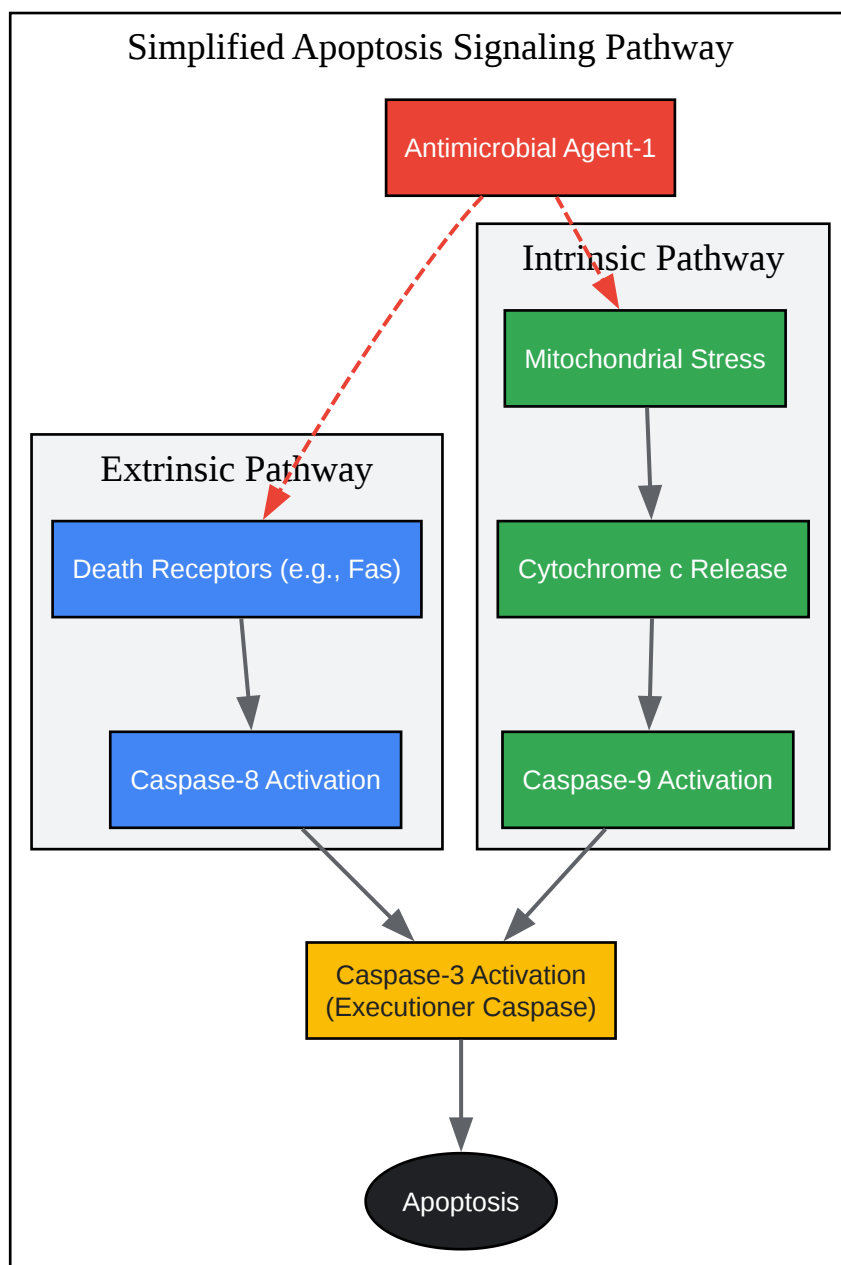 Simplified Apoptosis Signaling Pathway
Antimicrobial Agent-1
Intrinsic Pathway
Mitochondrial Stress
Extrinsic Pathway
Death Receptors (e.g., Fas)
Cytochrome c Release
Caspase-8 Activation
Caspase-9 Activation
Caspase-3 Activation
(Executioner Caspase)
Apoptosis